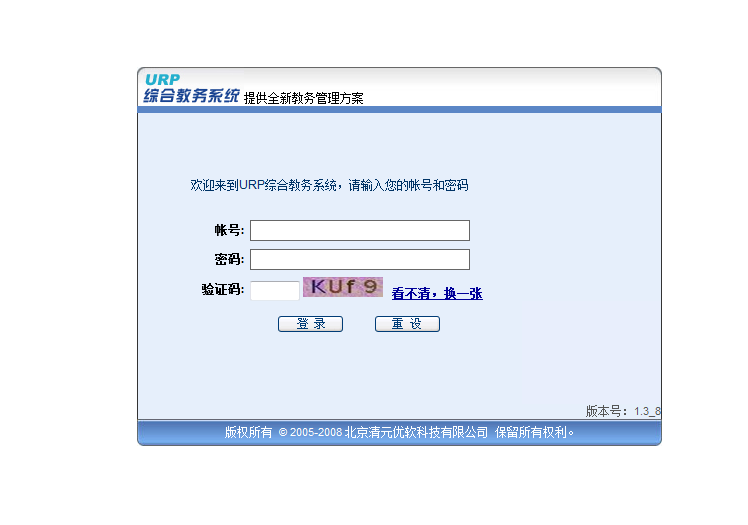 URP
综合教务系统 提供全新教务管理方案
欢迎来到URP综合教务系统，请输入您的帐号和密码
帐号:
密码:
验证码: KUf 9 看不清，换一张
登 录 重 设
版本号：1.3_8
版权所有 © 2005-2008 北京清元优软科技有限公司 保留所有权利。